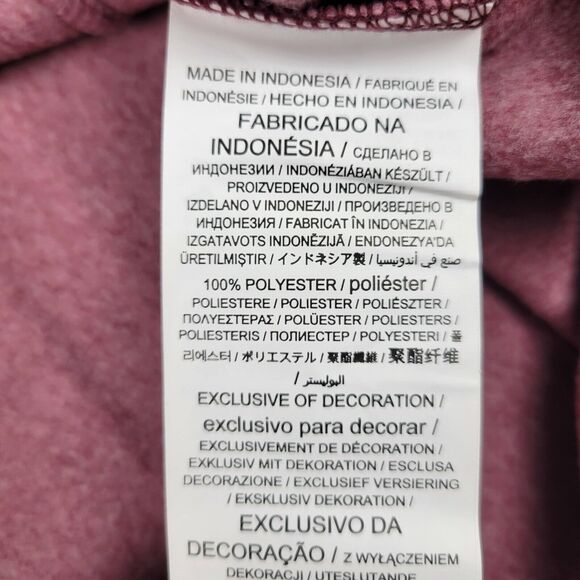 MADE IN INDONESIA / FABRIQUÉ EN
INDONÉSIE / HECHO EN INDONESIA /
FABRICADO NA
INDONÉSIA / СДЕЛАНО В
ИНДОНЕЗИИ / INDONÉZIÁBAN KÉSZÜLT /
PROIZVEDENO U INDONEZIJI /
IZDELANO V INDONEZIJI / ПРОИЗВЕДЕНО В
ИНДОНЕЗИЯ / FABRICAT ÎN INDONEZIA /
IZGATAVOTS INDONĒZIJĀ / ENDONEZYA'DA
ÜRETILMIŞTIR / インドネシア製 / صنع في أندونيسيا
100% POLYESTER / poliéster /
POLIESTERE / POLIESTER / POLIÉSZTER /
ΠΟΛΥΕΣΤΕΡΑΣ / POLÜESTER / POLIESTERS /
POLIESTERIS / ПОЛИЕСТЕР / POLYESTERI / 폴
리에스터 / ポリエステル / 聚酯纖維 / 聚酯纤维
/ اليوليستر
EXCLUSIVE OF DECORATION /
exclusivo para decorar /
EXCLUSIVEMENT DE DÉCORATION /
EXKLUSIV MIT DEKORATION / ESCLUSA
DECORAZIONE / EXCLUSIEF VERSIERING
/ EKSKLUSIV DEKORATION /
EXCLUSIVO DA
DECORAÇÃO / Z WYŁĄCZENIEM
DEKORACJI / UTESLUTANDE